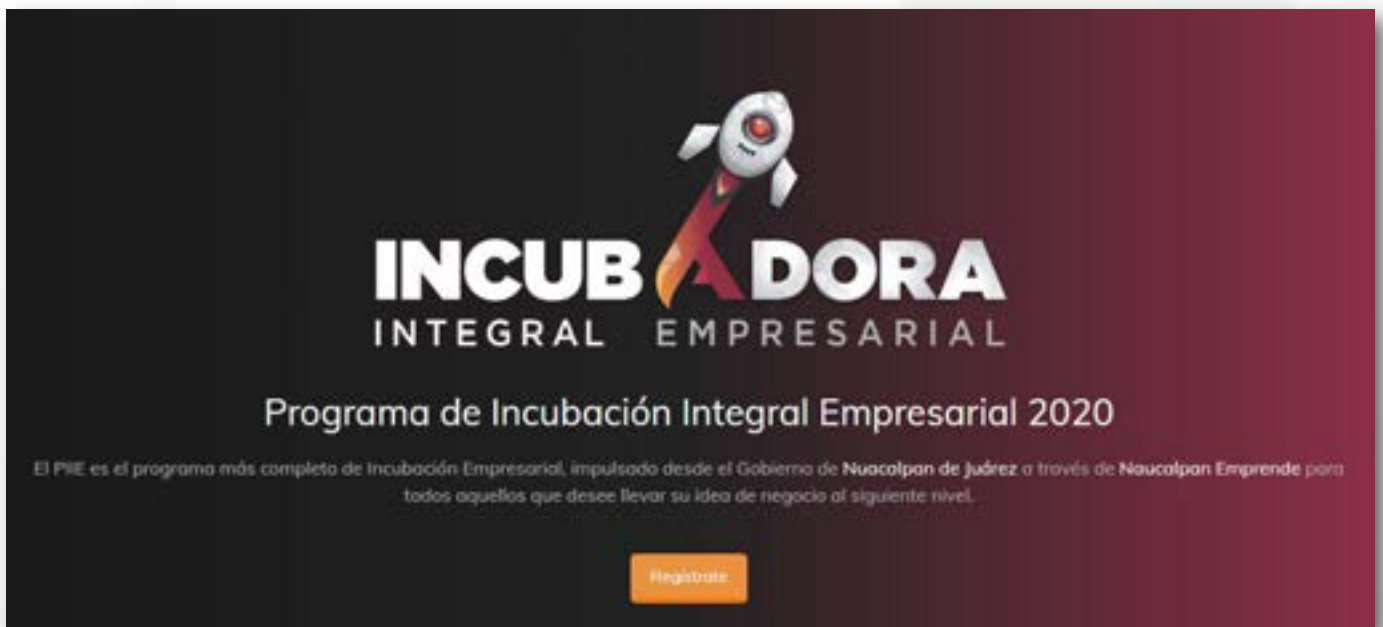 INCUBADORA
INTEGRAL EMPRESARIAL
Programa de Incubación Integral Empresarial 2020
El PIIE es el programa más completo de Incubación Empresarial, impulsado desde el Gobierno de Nuacalpan de Juárez a través de Naucalpan Emprende para
todos aquellos que desee llevar su idea de negocio al siguiente nivel.
Regístrate